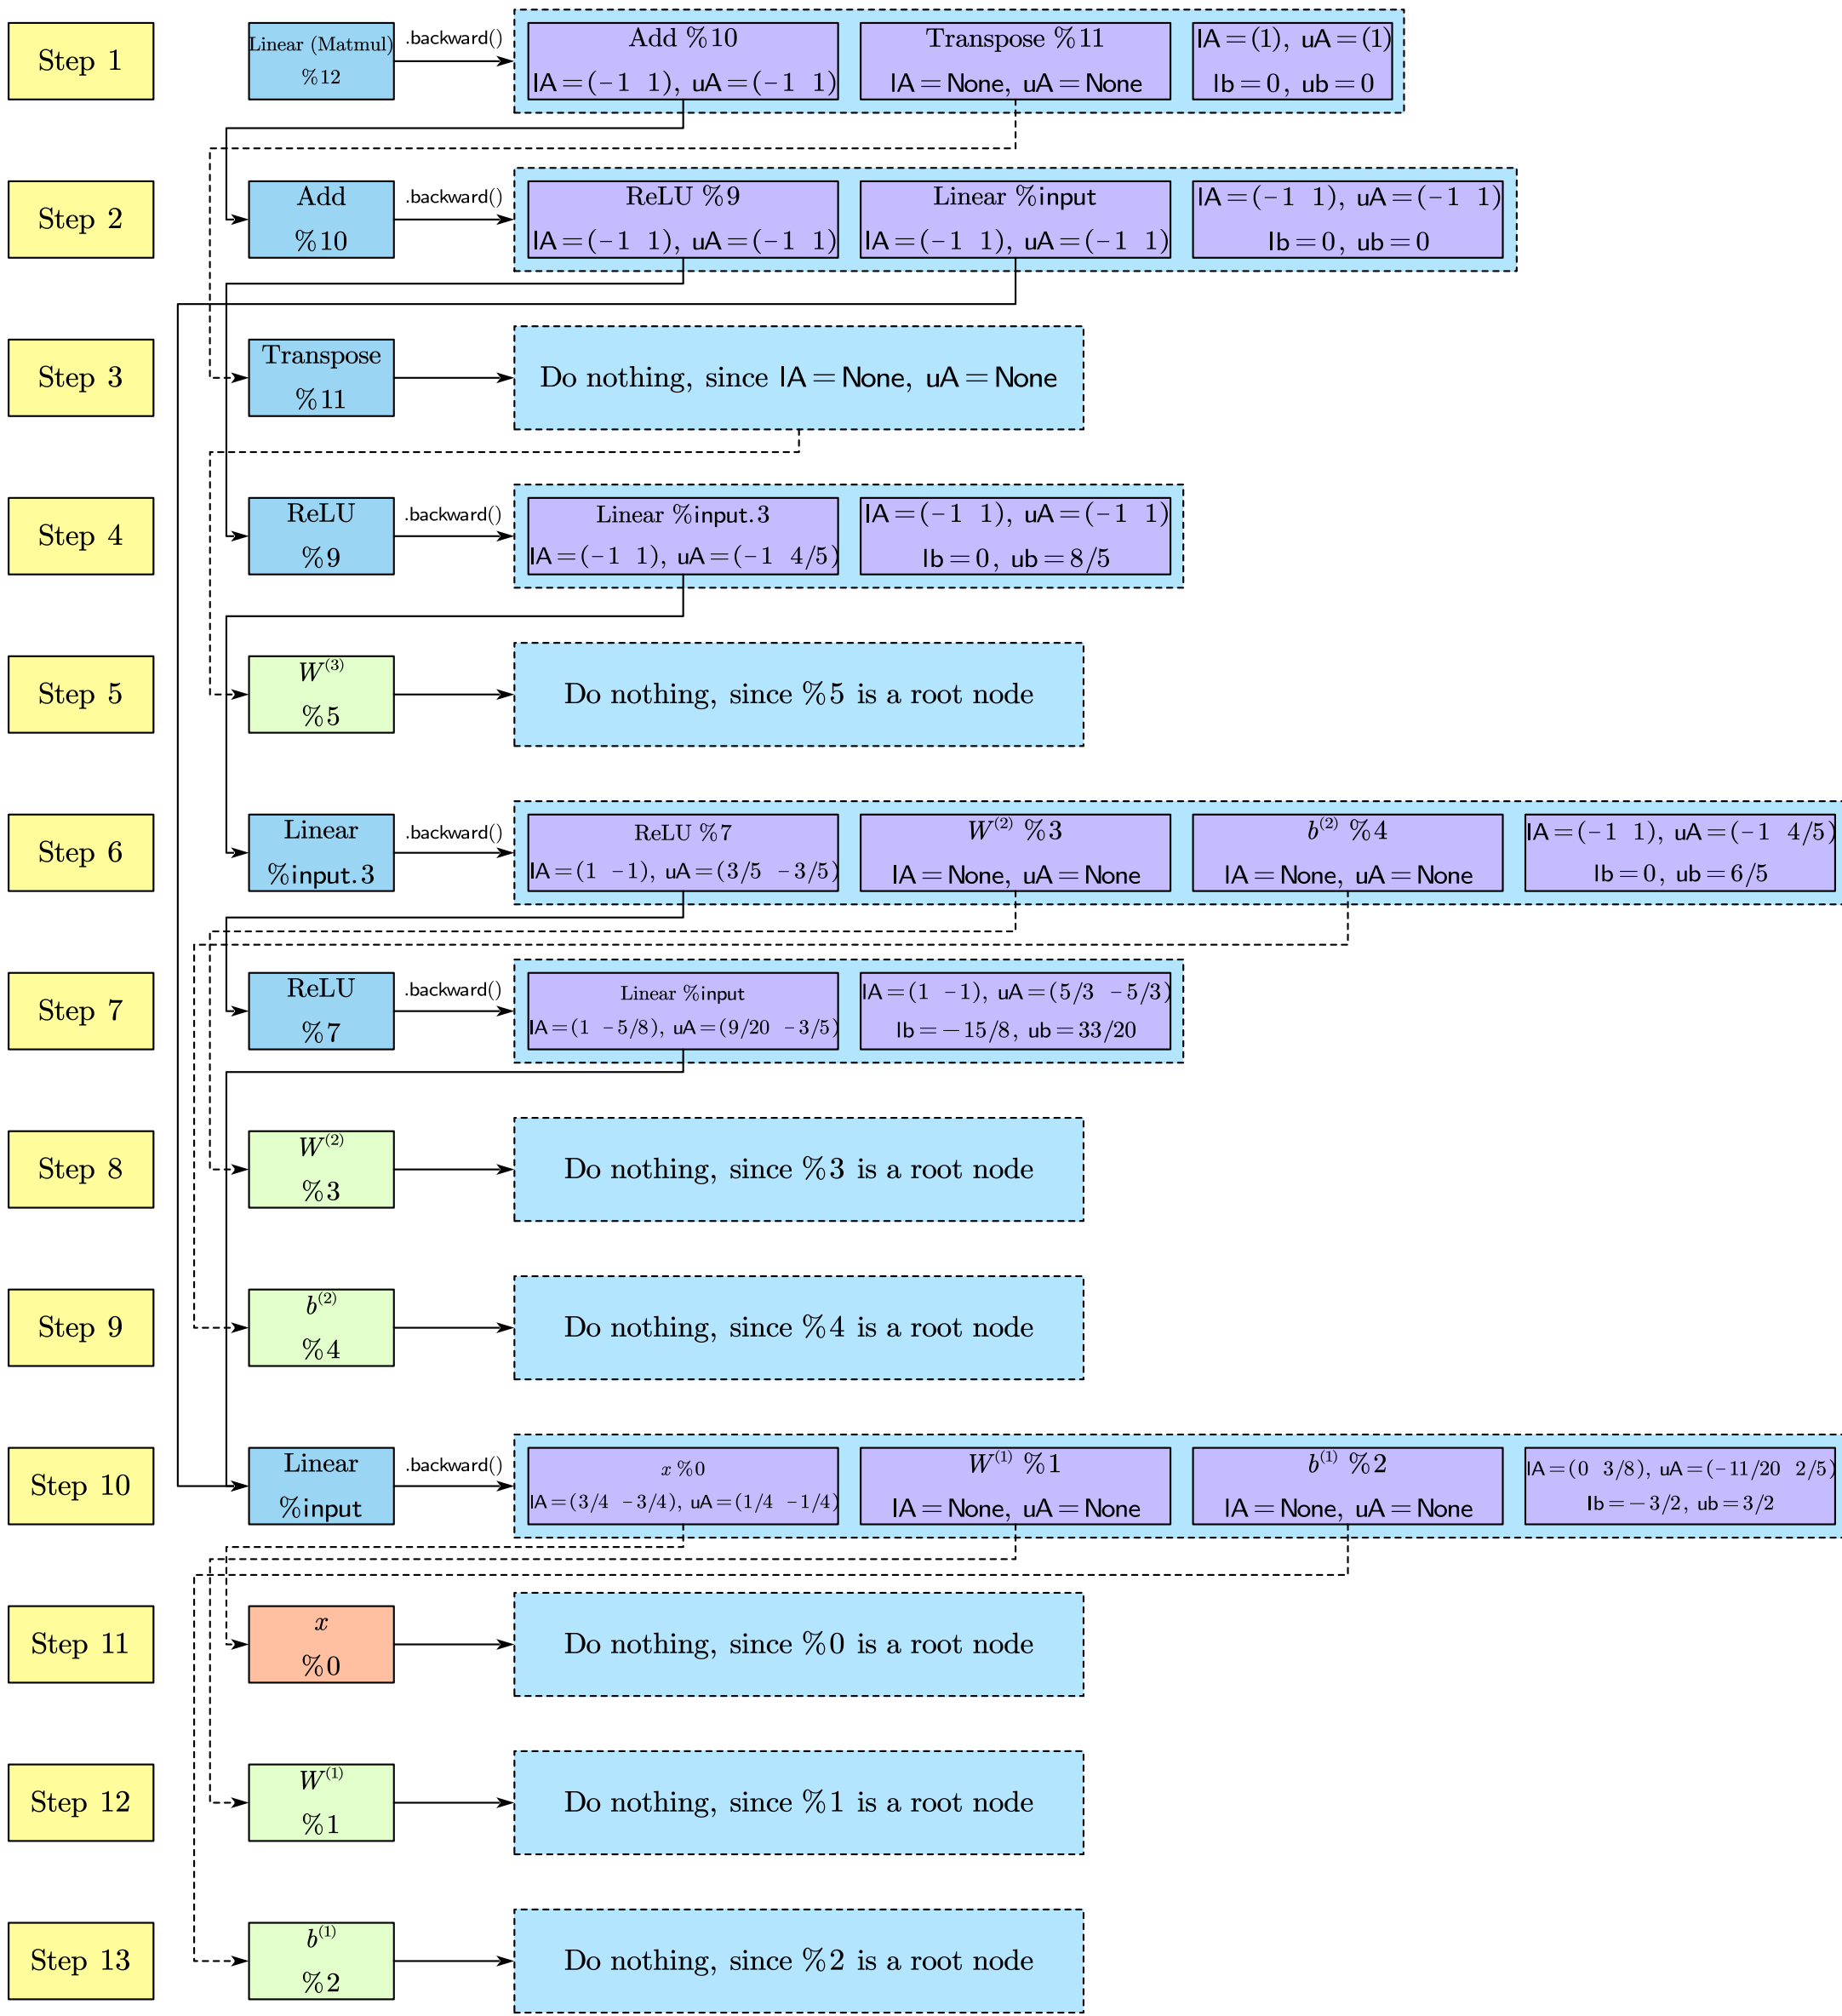 Step 1
Linear (Matmul)
%12
.backward()
Add %10
lA=(-1 1), uA=(-1 1)
Transpose %11
lA=None, uA=None
lA=(1), uA=(1)
lb=0, ub=0
Step 2
Add
%10
.backward()
ReLU %9
lA=(-1 1), uA=(-1 1)
Linear %input
lA=(-1 1), uA=(-1 1)
lA=(-1 1), uA=(-1 1)
lb=0, ub=0
Step 3
Transpose
%11
Do nothing, since lA=None, uA=None
Step 4
ReLU
%9
.backward()
Linear %input.3
lA=(-1 1), uA=(-1 4/5)
lA=(-1 1), uA=(-1 1)
lb=0, ub=8/5
Step 5
W⁽³⁾
%5
Do nothing, since %5 is a root node
Step 6
Linear
%input.3
.backward()
ReLU %7
lA=(1 -1), uA=(3/5 -3/5)
W⁽²⁾ %3
lA=None, uA=None
b⁽²⁾ %4
lA=None, uA=None
lA=(-1 1), uA=(-1 4/5)
lb=0, ub=6/5
Step 7
ReLU
%7
.backward()
Linear %input
lA=(1 -5/8), uA=(9/20 -3/5)
lA=(1 -1), uA=(5/3 -5/3)
lb=-15/8, ub=33/20
Step 8
W⁽²⁾
%3
Do nothing, since %3 is a root node
Step 9
b⁽²⁾
%4
Do nothing, since %4 is a root node
Step 10
Linear
%input
.backward()
x %0
lA=(3/4 -3/4), uA=(1/4 -1/4)
W⁽¹⁾ %1
lA=None, uA=None
b⁽¹⁾ %2
lA=None, uA=None
lA=(0 3/8), uA=(-11/20 2/5)
lb=-3/2, ub=3/2
Step 11
x
%0
Do nothing, since %0 is a root node
Step 12
W⁽¹⁾
%1
Do nothing, since %1 is a root node
Step 13
b⁽¹⁾
%2
Do nothing, since %2 is a root node